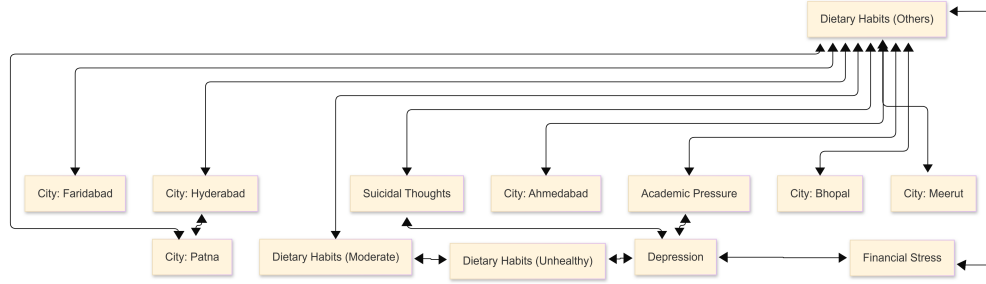 Dietary Habits (Others)
City: Faridabad
City: Hyderabad
Suicidal Thoughts
City: Ahmedabad
Academic Pressure
City: Bhopal
City: Meerut
City: Patna
Dietary Habits (Moderate)
Dietary Habits (Unhealthy)
Depression
Financial Stress